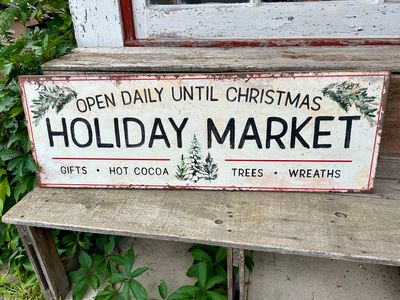 OPEN DAILY UNTIL CHRISTMAS
HOLIDAY MARKET
GIFTS • HOT COCOA TREES • WREATHS